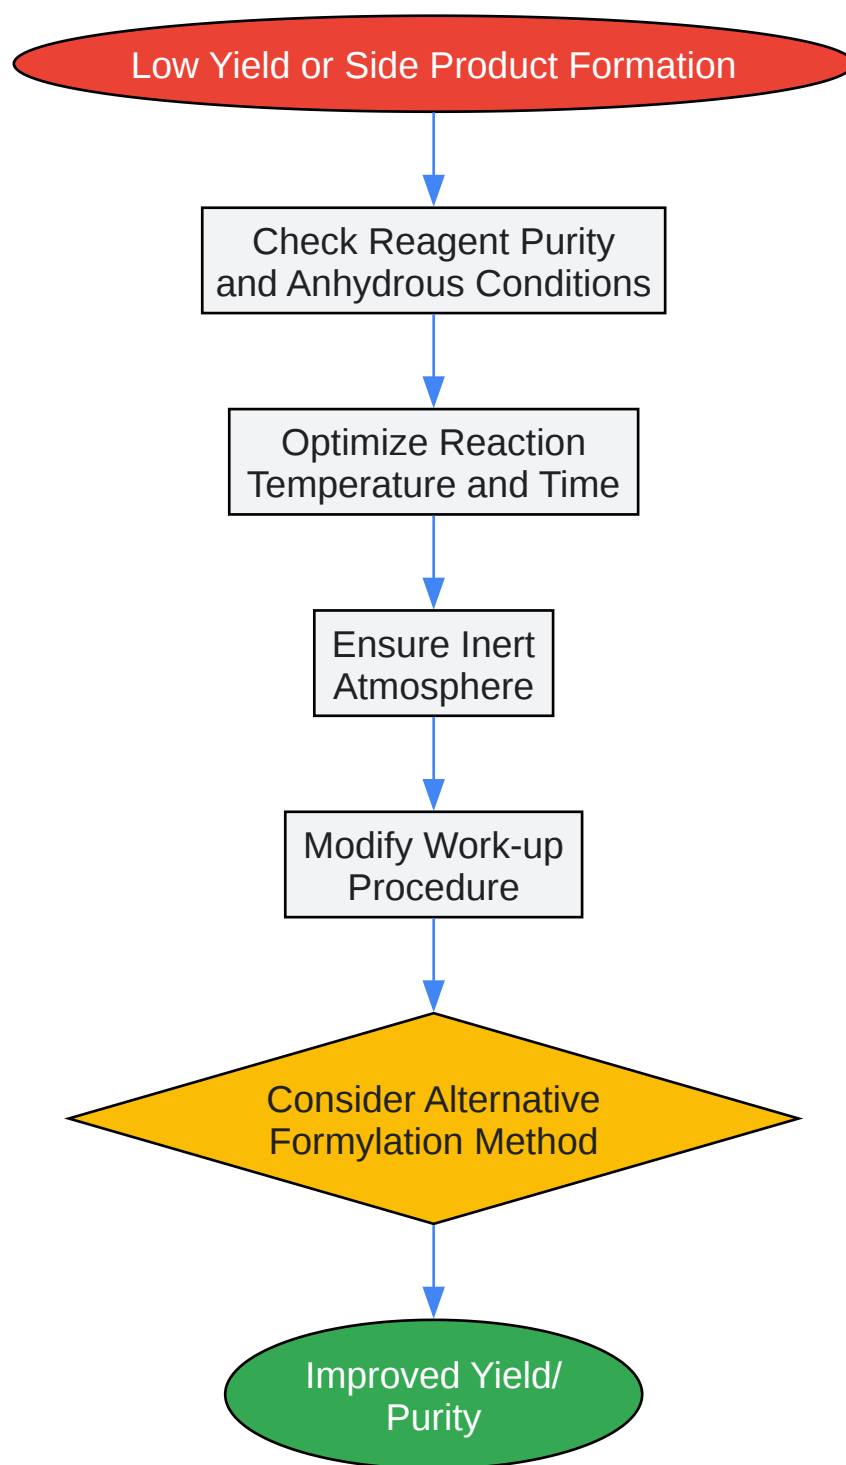 Low Yield or Side Product Formation
Check Reagent Purity
and Anhydrous Conditions
Optimize Reaction
Temperature and Time
Ensure Inert
Atmosphere
Modify Work-up
Procedure
Consider Alternative
Formylation Method
Improved Yield/
Purity